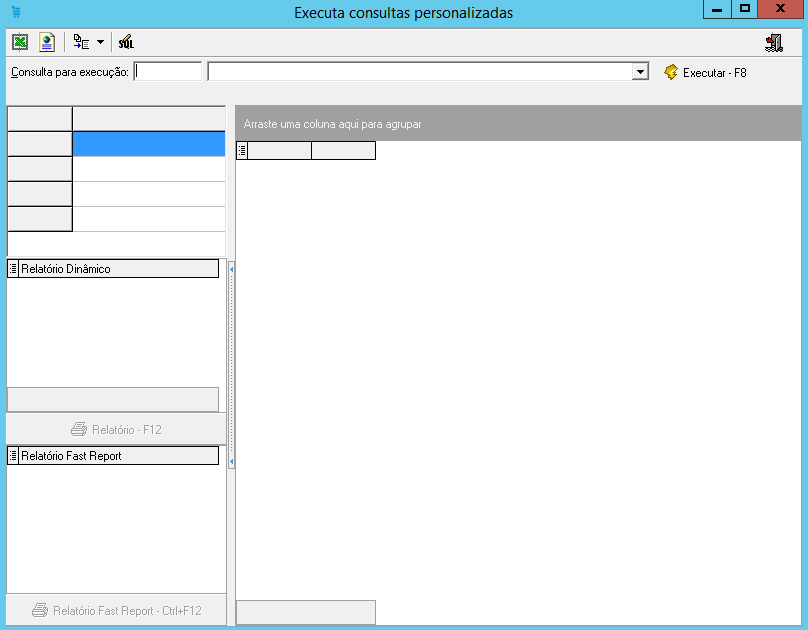 Executa consultas personalizadas
SQL
Consulta para execução:
Executar - F8
Arraste uma coluna aqui para agrupar
Relatório Dinâmico
Relatório - F12
Relatório Fast Report
Relatório Fast Report - Ctrl+F12